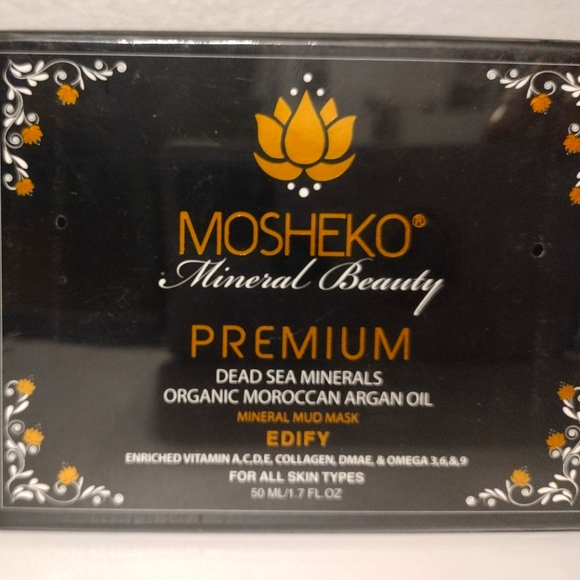 MOSHEKO®
Mineral Beauty
PREMIUM
DEAD SEA MINERALS
ORGANIC MOROCCAN ARGAN OIL
MINERAL MUD MASK
EDIFY
ENRICHED VITAMIN A,C,D,E, COLLAGEN, DMAE, & OMEGA 3,6,&,9
FOR ALL SKIN TYPES
50 ML/1.7 FL OZ